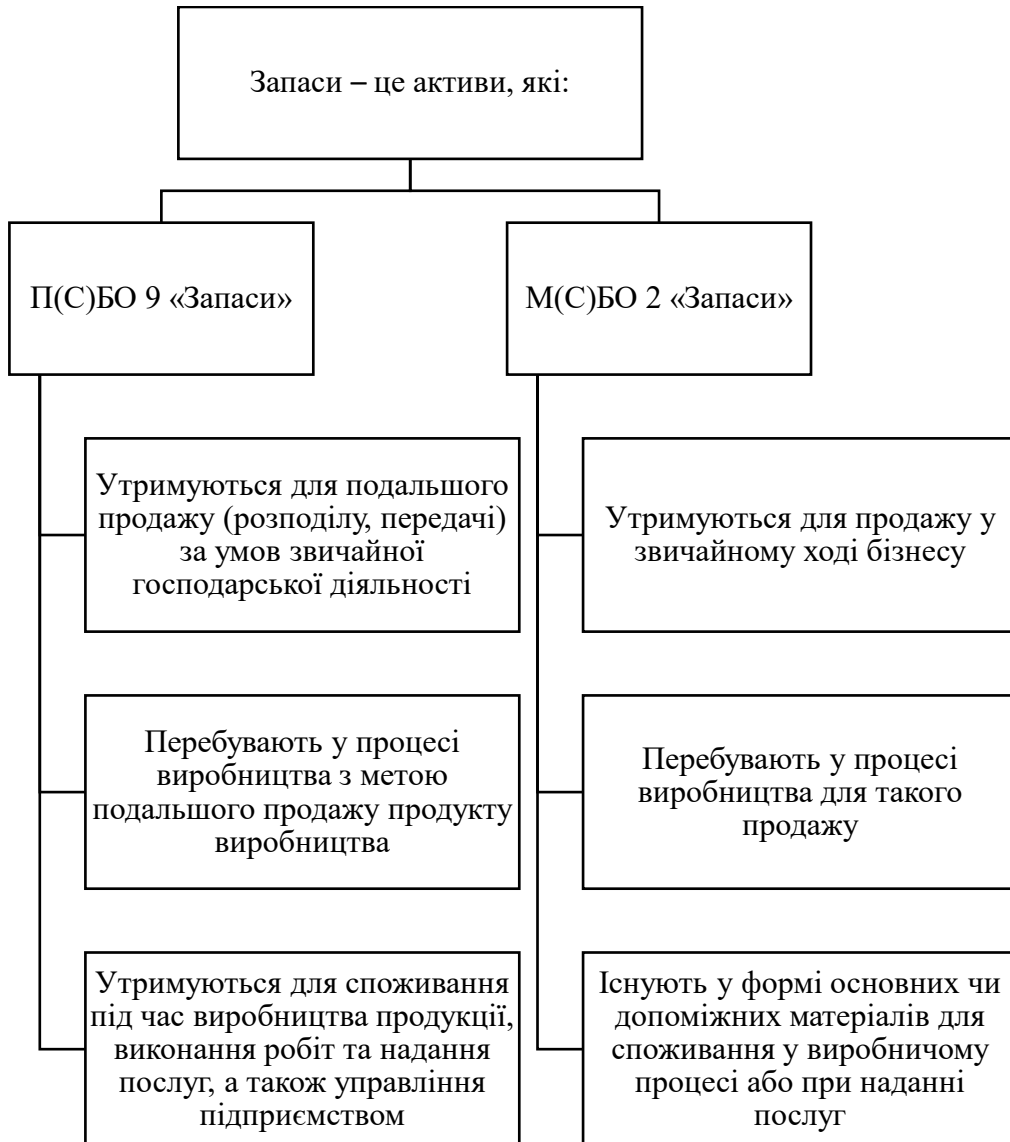 Запаси – це активи, які:
П(С)БО 9 «Запаси»
М(С)БО 2 «Запаси»
Утримуються для подальшого
продажу (розподілу, передачі)
за умов звичайної
господарської діяльності
Утримуються для продажу у
звичайному ході бізнесу
Перебувають у процесі
виробництва з метою
подальшого продажу продукту
виробництва
Перебувають у процесі
виробництва для такого
продажу
Утримуються для споживання
під час виробництва продукції,
виконання робіт та надання
послуг, а також управління
підприємством
Існують у формі основних чи
допоміжних матеріалів для
споживання у виробничому
процесі або при наданні
послуг